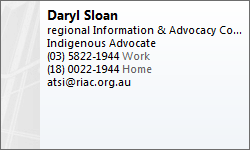 Daryl Sloan
regional Information & Advocacy Co...
Indigenous Advocate
(03) 5822-1944 Work
(18) 0022-1944 Home
atsi@riac.org.au